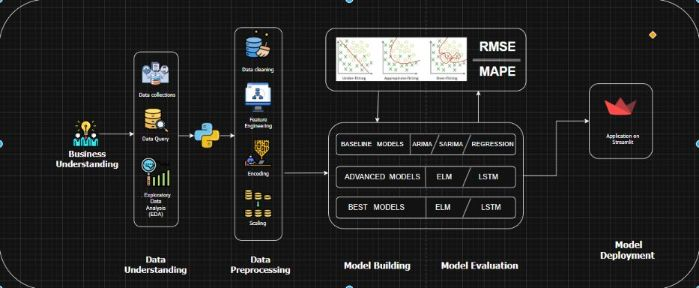 Business
Understanding
Data collections
Data Query
Exploratory
Data
Analysis
(EDA)
Data
Understanding
Data cleaning
Feature
Engineering
Encoding
Scaling
Data
Preprocessing
Under-fitting
Appropriate-fitting
Over-fitting
RMSE
MAPE
BASELINE MODELS ARIMA / SARIMA / REGRESSION
ADVANCED MODELS ELM / LSTM
BEST MODELS ELM / LSTM
Model Building
Model Evaluation
Application on
Streamlit
Model
Deployment